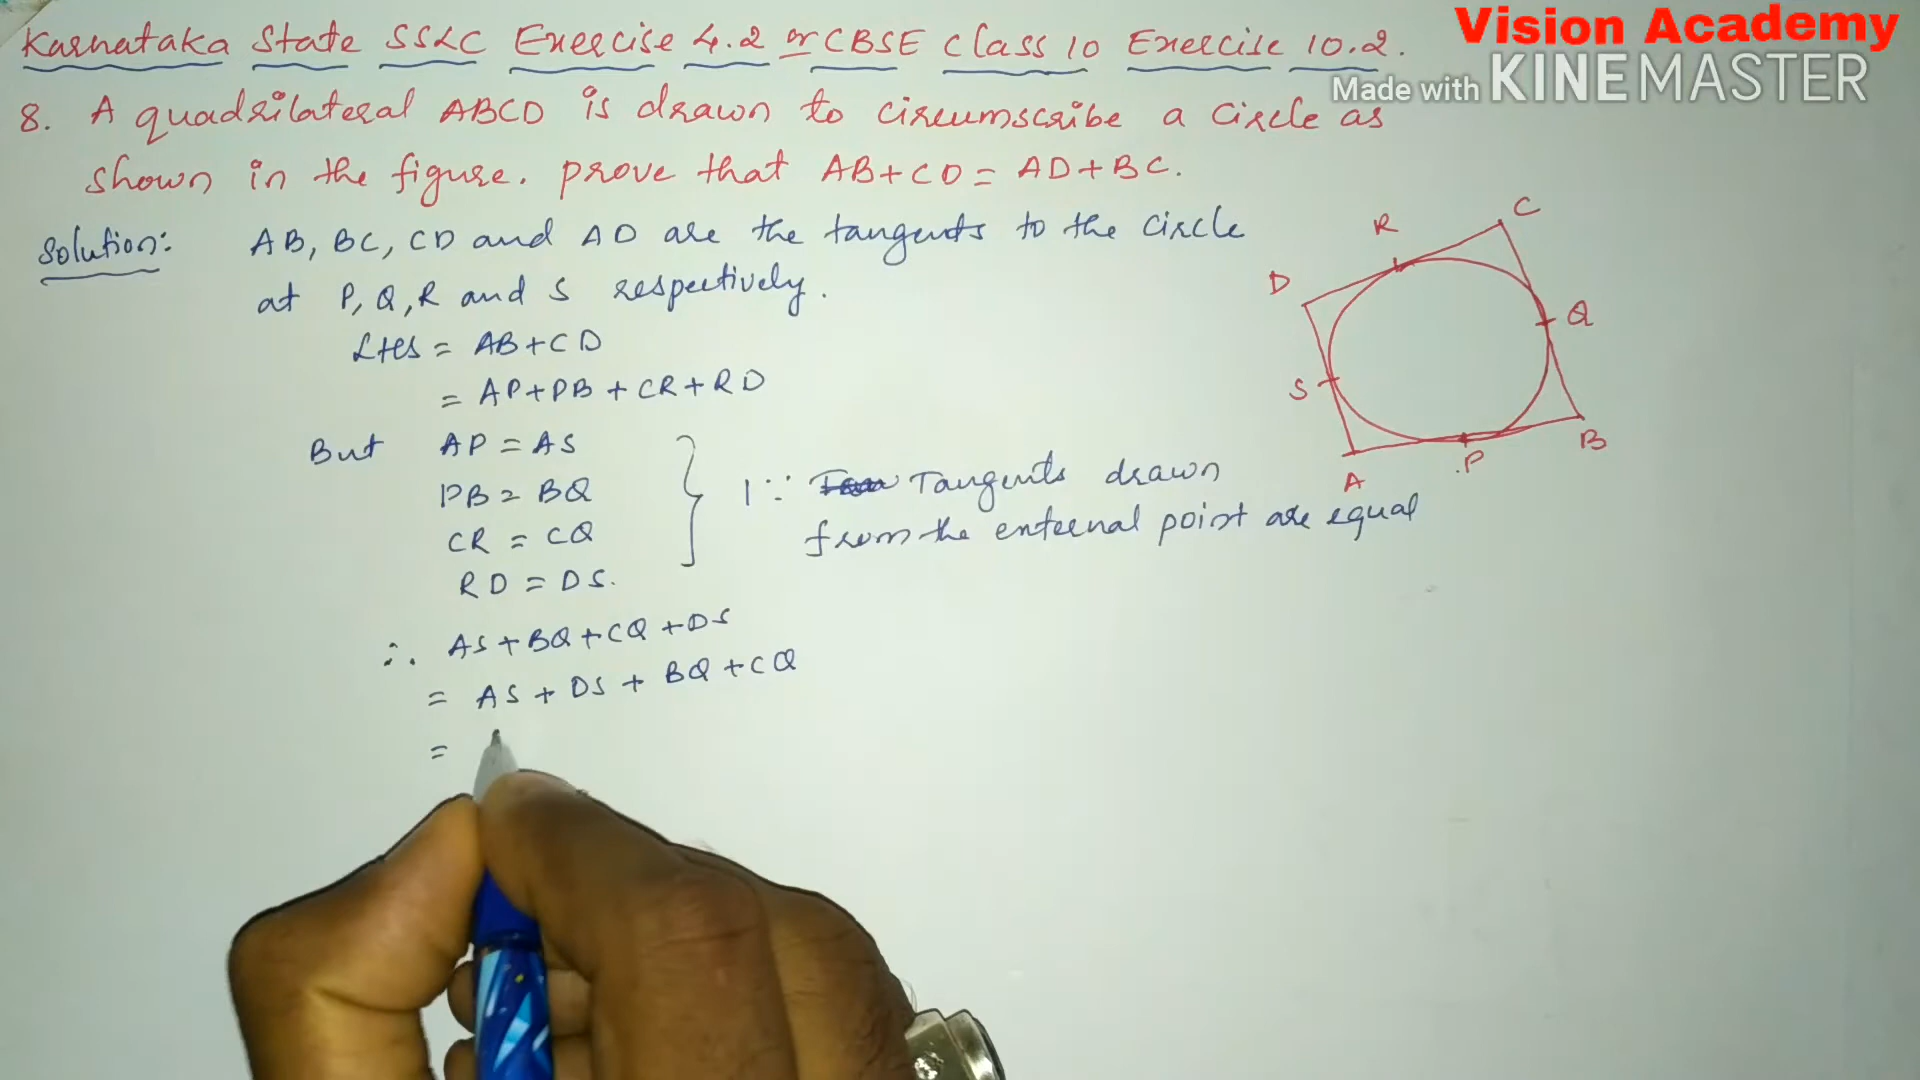 Karnataka State SSLC Exercise 4.2 or CBSE Class 10 Exercise 10.2.
Vision Academy
Made with KINEMASTER
8. A quadrilateral ABCD is drawn to circumscribe a circle as
shown in the figure. prove that AB+CD= AD+BC.
Solution: AB, BC, CD and AD are the tangents to the circle
at P, Q, R and S respectively.
LHS = AB+CD
= AP+PB+CR+RD
But AP = AS
PB = BQ
CR = CQ
RD = DS.
∵ Tangents drawn
from the external point are equal
∴ AS+BQ+CQ+DS
= AS+DS+BQ+CQ
=
C
R
D
Q
S
B
P
A